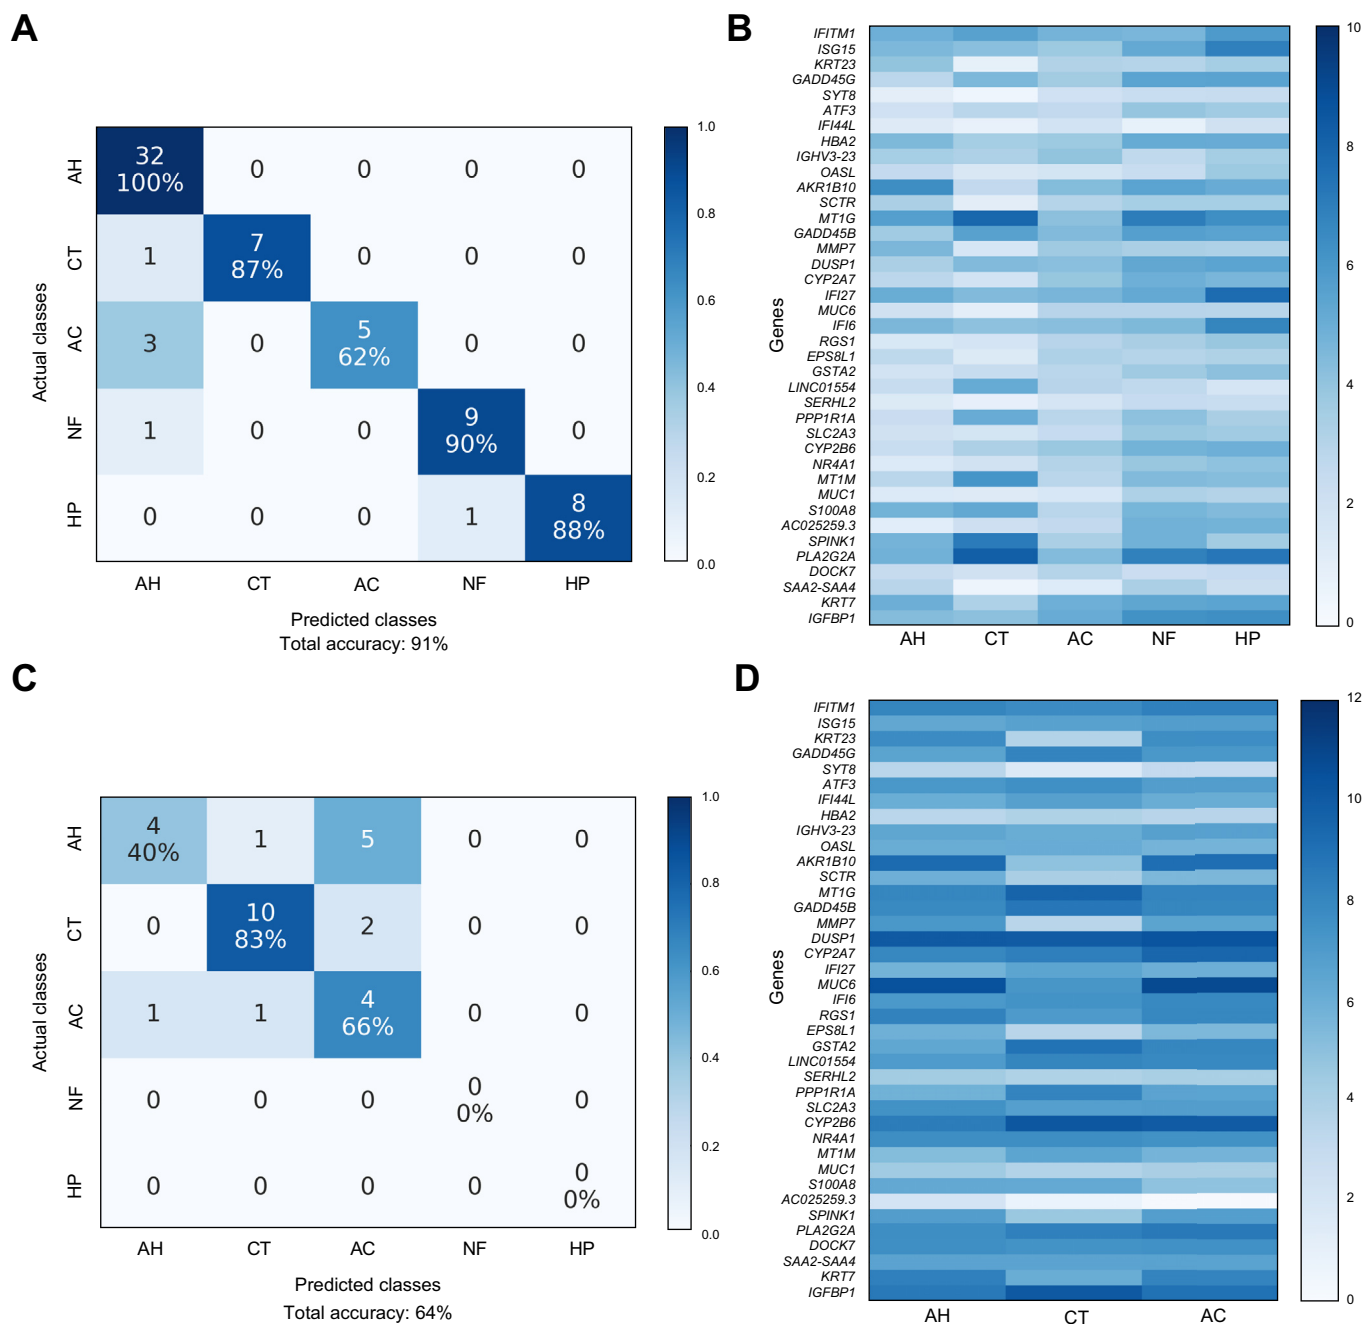 A
AH
CT
AC
NF
HP
Actual classes
32
100%
0
0
0
0
1
7
87%
0
0
0
3
0
5
62%
0
0
1
0
0
9
90%
0
0
0
0
1
8
88%
AH CT AC NF HP
Predicted classes
Total accuracy: 91%
1.0
0.8
0.6
0.4
0.2
0.0
B
Genes
IFITM1
ISG15
KRT23
GADD45G
SYT8
ATF3
IFI44L
HBA2
IGHV3-23
OASL
AKR1B10
SCTR
MT1G
GADD45B
MMP7
DUSP1
CYP2A7
IFI27
MUC6
IFI6
RGS1
EPS8L1
GSTA2
LINC01554
SERHL2
PPP1R1A
SLC2A3
CYP2B6
NR4A1
MT1M
MUC1
S100A8
AC025259.3
SPINK1
PLA2G2A
DOCK7
SAA2-SAA4
KRT7
IGFBP1
AH CT AC NF HP
10
8
6
4
2
0
C
AH
CT
AC
NF
HP
Actual classes
4
40%
1
5
0
0
0
10
83%
2
0
0
1
1
4
66%
0
0
0
0
0
0
0%
0
0
0
0
0
0
0%
AH CT AC NF HP
Predicted classes
Total accuracy: 64%
1.0
0.8
0.6
0.4
0.2
0.0
D
Genes
IFITM1
ISG15
KRT23
GADD45G
SYT8
ATF3
IFI44L
HBA2
IGHV3-23
OASL
AKR1B10
SCTR
MT1G
GADD45B
MMP7
DUSP1
CYP2A7
IFI27
MUC6
IFI6
RGS1
EPS8L1
GSTA2
LINC01554
SERHL2
PPP1R1A
SLC2A3
CYP2B6
NR4A1
MT1M
MUC1
S100A8
AC025259.3
SPINK1
PLA2G2A
DOCK7
SAA2-SAA4
KRT7
IGFBP1
AH CT AC
12
10
8
6
4
2
0